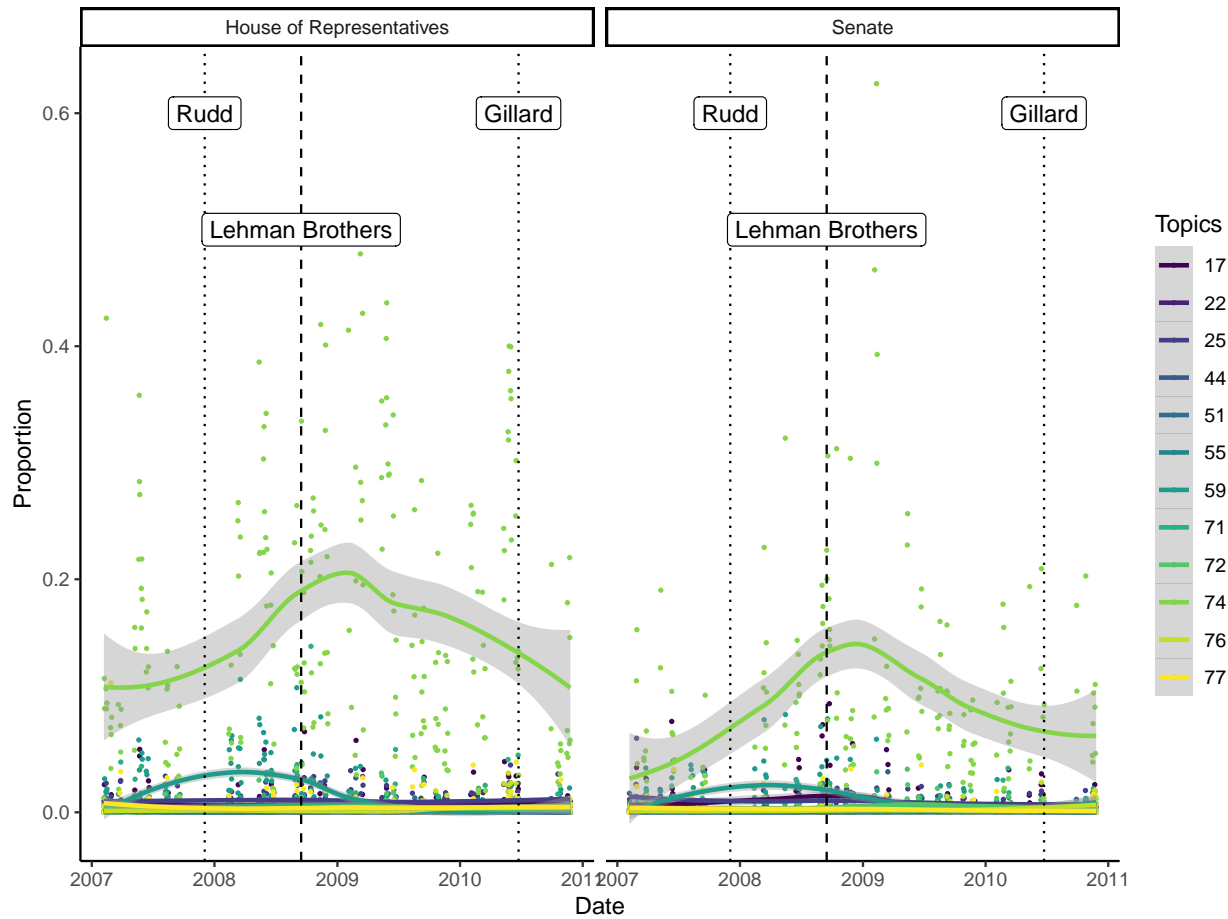 House of Representatives
Senate
Rudd
Gillard
Rudd
Gillard
Lehman Brothers
Lehman Brothers
0.6
0.4
0.2
0.0
Proportion
2007
2008
2009
2010
2011
2007
2008
2009
2010
2011
Date
Topics
17
22
25
44
51
55
59
71
72
74
76
77